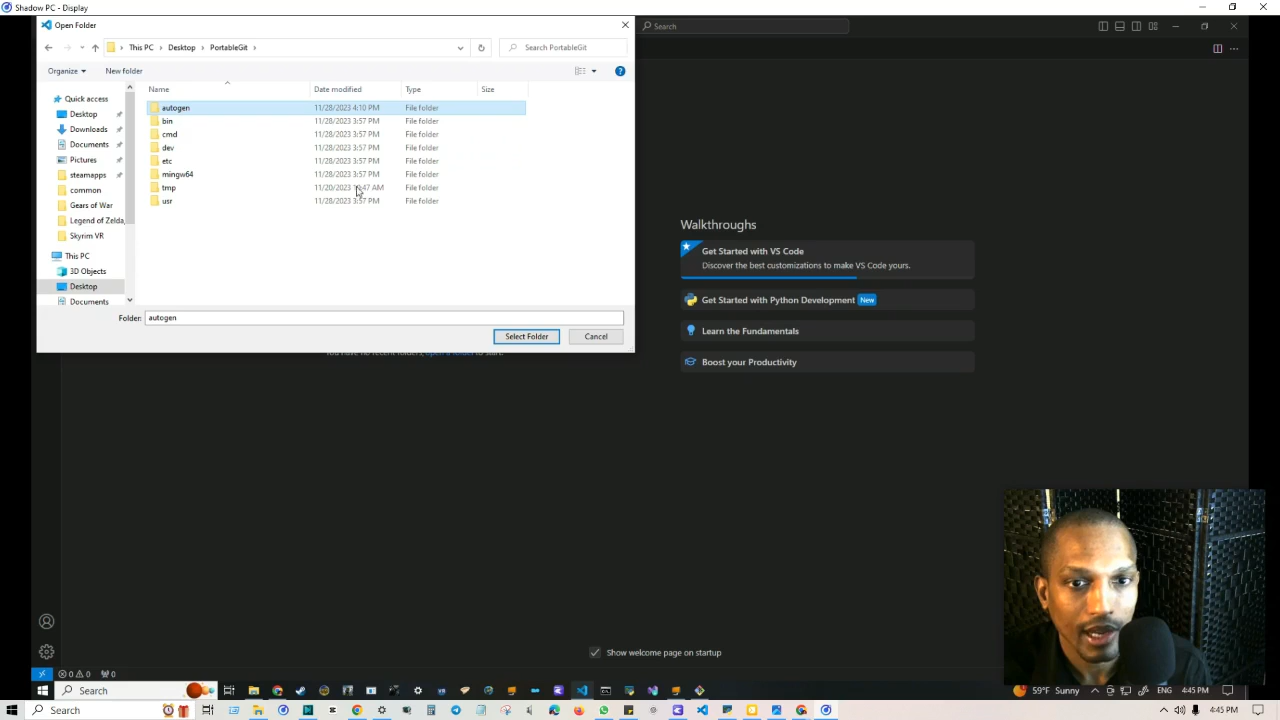 Shadow PC - Display
Open Folder
Search
This PC
Desktop
PortableGit
Search PortableGit
Organize
New folder
Name
Date modified
Type
Size
Quick access
Desktop
Downloads
Documents
Pictures
steamapps
common
Gears of War
Legend of Zelda,
Skyrim VR
This PC
3D Objects
Desktop
Documents
autogen 11/28/2023 4:10 PM File folder
bin 11/28/2023 3:57 PM File folder
cmd 11/28/2023 3:57 PM File folder
dev 11/28/2023 3:57 PM File folder
etc 11/28/2023 3:57 PM File folder
mingw64 11/28/2023 3:57 PM File folder
tmp 11/20/2023 AM File folder
usr 11/28/2023 3:57 PM File folder
Folder: autogen
Select Folder
Cancel
Walkthroughs
Get Started with VS Code
Discover the best customizations to make VS Code yours.
Get Started with Python Development New
Learn the Fundamentals
Boost your Productivity
Show welcome page on startup
0 0 0
Search
59°F Sunny
ENG
4:45 PM
Search
4:45 PM